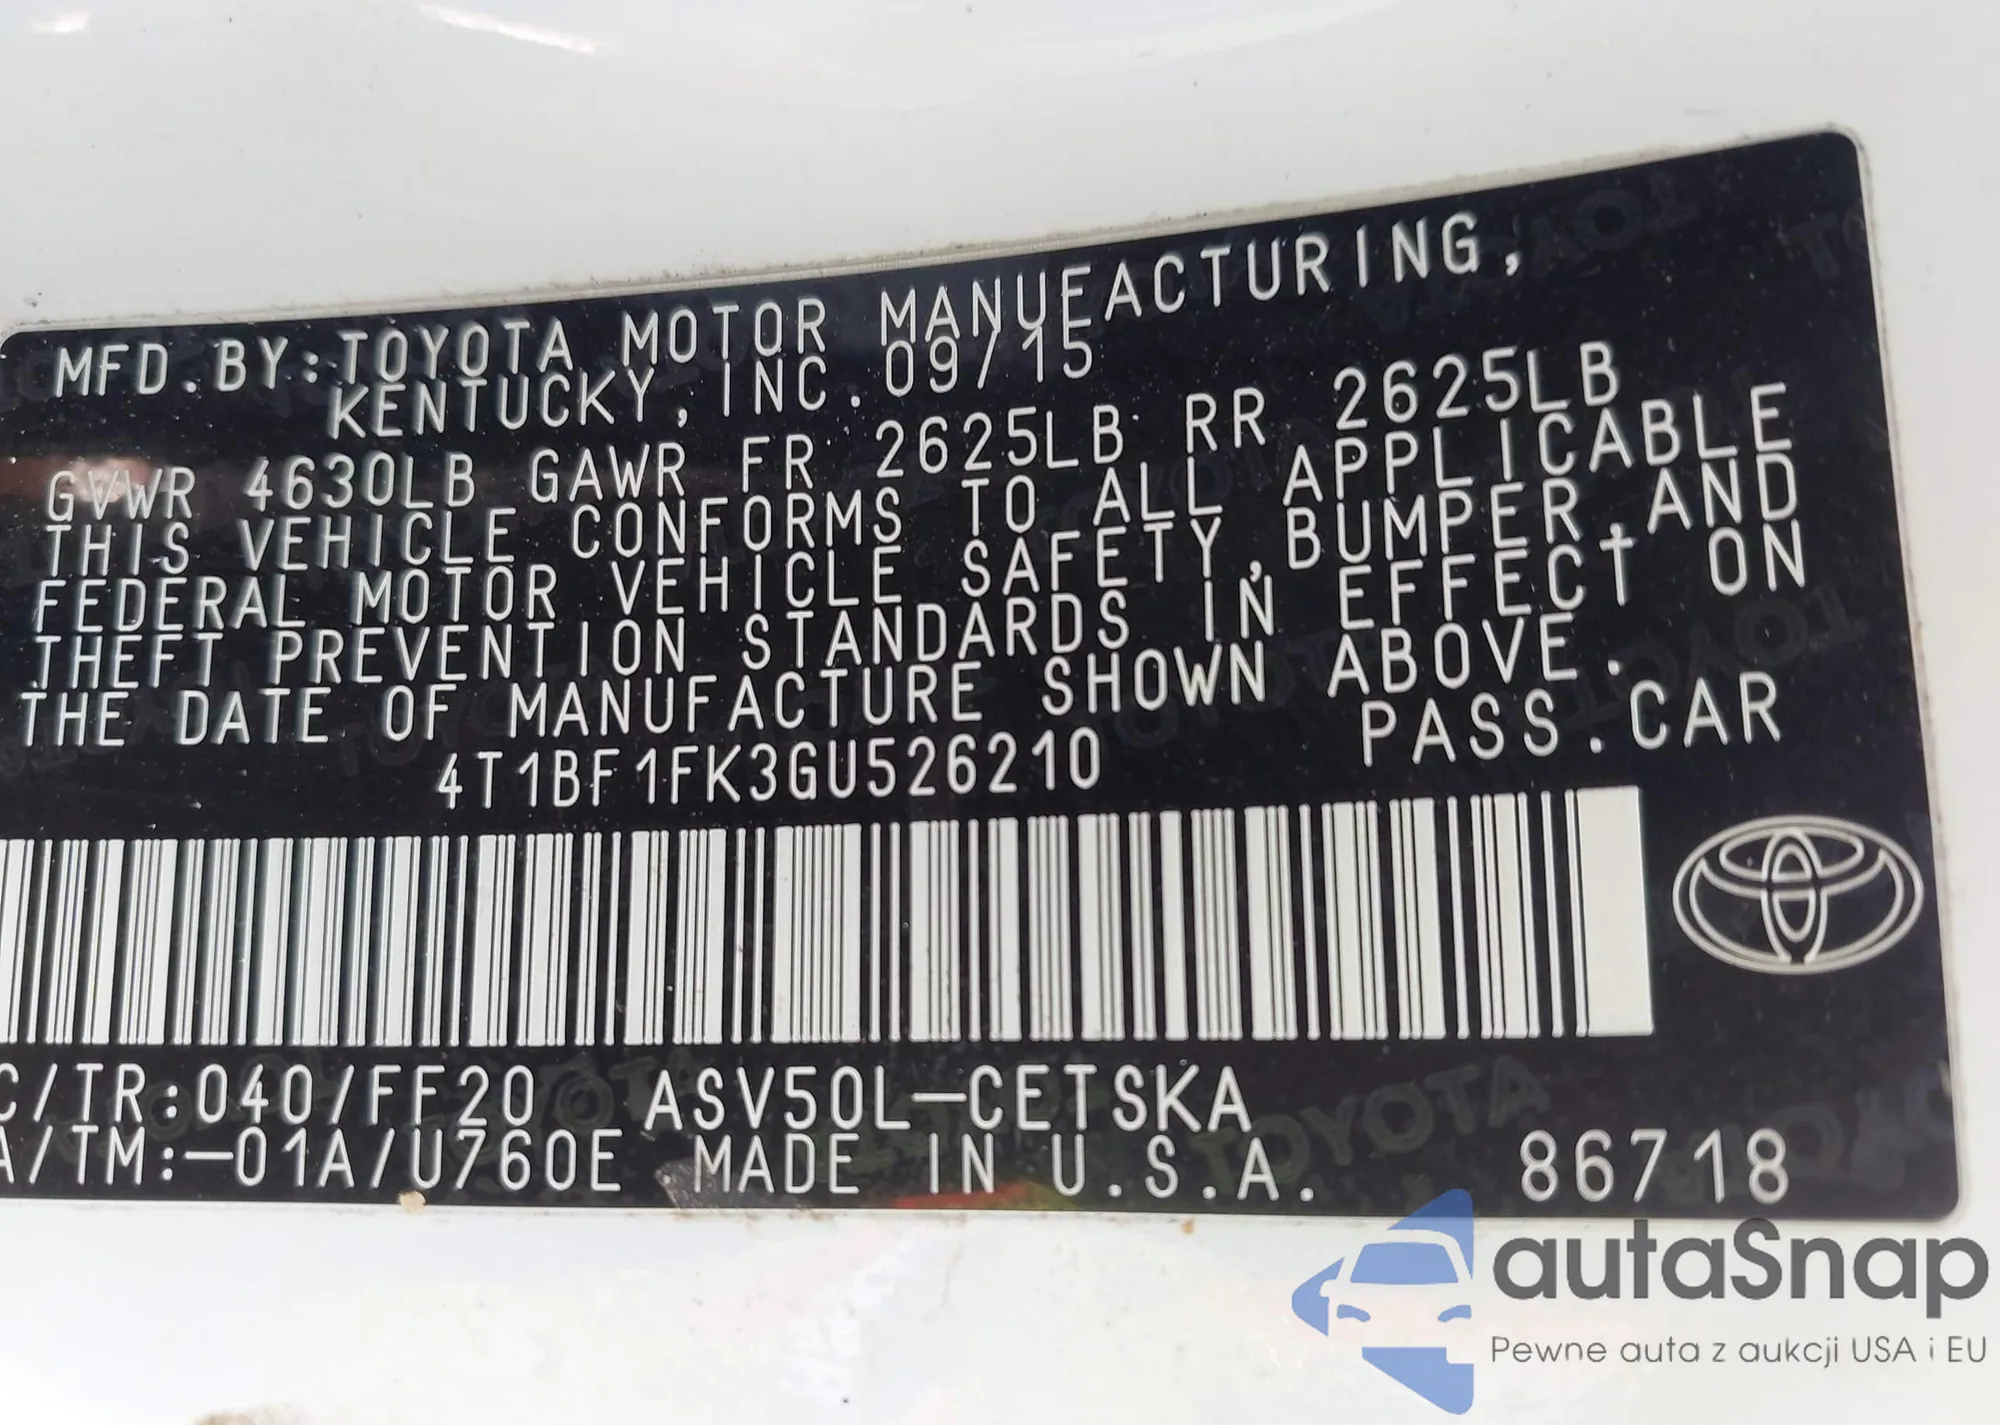 MFD.BY:TOYOTA MOTOR MANUFACTURING,
KENTUCKY, INC. 09/15
GVWR 4630LB GAWR FR 2625LB RR 2625LB
THIS VEHICLE CONFORMS TO ALL APPLICABLE
FEDERAL MOTOR VEHICLE SAFETY,BUMPER,AND
THEFT PREVENTION STANDARDS IN EFFECT ON
THE DATE OF MANUFACTURE SHOWN ABOVE.
4T1BF1FK3GU526210 PASS.CAR
C/TR:040/FF20 ASV50L-CETSKA
A/TM:-01A/U760E MADE IN U.S.A. 86718
autaSnap
Pewne auta z aukcji USA i EU